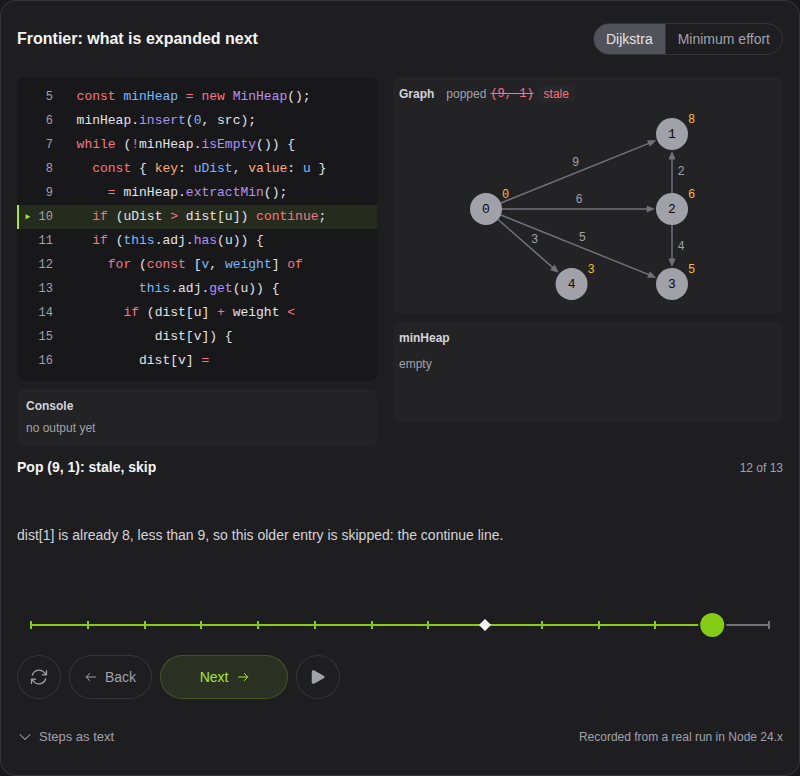 Frontier: what is expanded next
Dijkstra
Minimum effort
5 const minHeap = new MinHeap();
6 minHeap.insert(0, src);
7 while (!minHeap.isEmpty()) {
8 const { key: uDist, value: u }
9 = minHeap.extractMin();
10 if (uDist > dist[u]) continue;
11 if (this.adj.has(u)) {
12 for (const [v, weight] of
13 this.adj.get(u)) {
14 if (dist[u] + weight <
15 dist[v]) {
16 dist[v] =
Console
no output yet
Graph popped (9, 1) stale
8
1
9
2
0
6
6
0
2
5
3
4
3
5
4
3
minHeap
empty
Pop (9, 1): stale, skip
12 of 13
dist[1] is already 8, less than 9, so this older entry is skipped: the continue line.
Back
Next
Steps as text
Recorded from a real run in Node 24.x